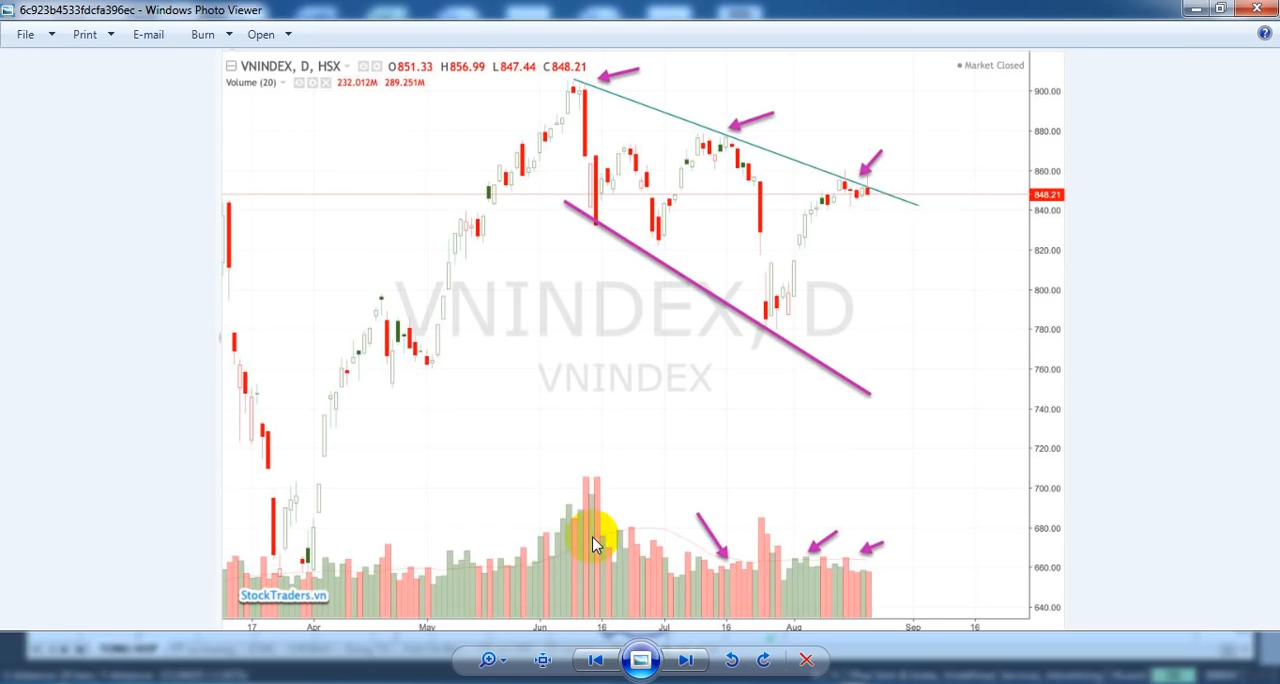 6c923b4533fdcfa396ec - Windows Photo Viewer
File Print E-mail Burn Open
VNINDEX, D, HSX O851.33 H856.99 L847.44 C848.21
Market Closed
Volume (20) 232.012M 289.251M
900.00
880.00
860.00
848.21
840.00
820.00
800.00
780.00
760.00
740.00
720.00
700.00
680.00
660.00
640.00
VNINDEX, D
VNINDEX
StockTraders.vn
17 Apr May Jun 16 Jul 16 Aug Sep 16